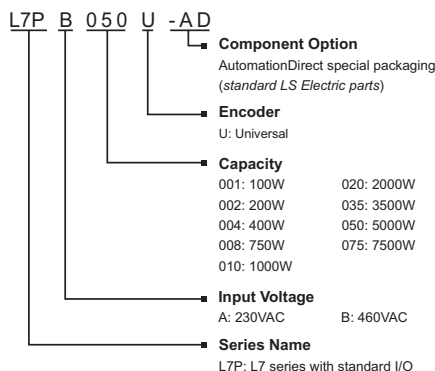 L7P B 050 U -AD
Component Option
AutomationDirect special packaging
(standard LS Electric parts)
Encoder
U: Universal
Capacity
001: 100W 020: 2000W
002: 200W 035: 3500W
004: 400W 050: 5000W
008: 750W 075: 7500W
010: 1000W
Input Voltage
A: 230VAC B: 460VAC
Series Name
L7P: L7 series with standard I/O